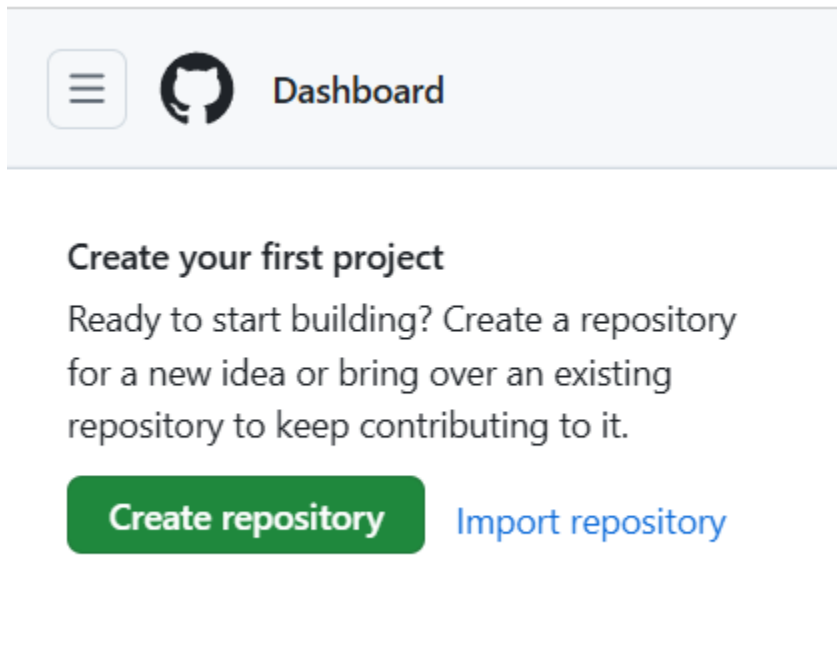 Dashboard
Create your first project
Ready to start building? Create a repository
for a new idea or bring over an existing
repository to keep contributing to it.
Create repository
Import repository